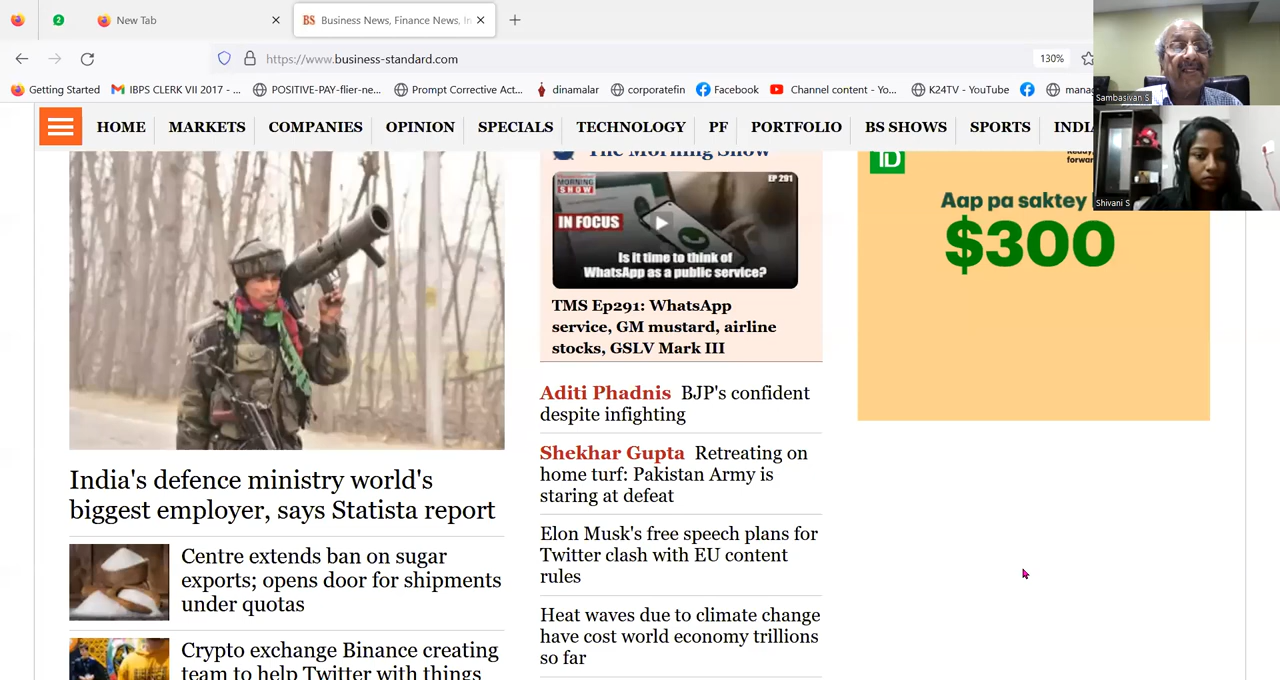 2
New Tab
BS Business News, Finance News, In
https://www.business-standard.com
130%
Getting Started
IBPS CLERK VII 2017 - ...
POSITIVE-PAY-flier-ne...
Prompt Corrective Act...
dinamalar
corporatefin
Facebook
Channel content - Yo...
K24TV - YouTube
Sambasivan S
Shivani S
HOME
MARKETS
COMPANIES
OPINION
SPECIALS
TECHNOLOGY
PF
PORTFOLIO
BS SHOWS
SPORTS
India's defence ministry world's
biggest employer, says Statista report
Centre extends ban on sugar
exports; opens door for shipments
under quotas
Crypto exchange Binance creating
team to help Twitter with things
The Morning Show
MORNING
SHOW
EP 291
IN FOCUS
Is it time to think of
WhatsApp as a public service?
TMS Ep291: WhatsApp
service, GM mustard, airline
stocks, GSLV Mark III
Aditi Phadnis BJP's confident
despite infighting
Shekhar Gupta Retreating on
home turf: Pakistan Army is
staring at defeat
Elon Musk's free speech plans for
Twitter clash with EU content
rules
Heat waves due to climate change
have cost world economy trillions
so far
TD
Aap pa saktey
$300